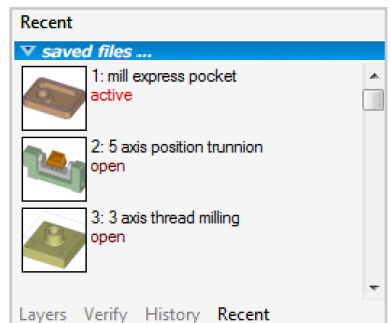 Recent
saved files ...
1: mill express pocket
active
2: 5 axis position trunnion
open
3: 3 axis thread milling
open
Layers Verify History Recent